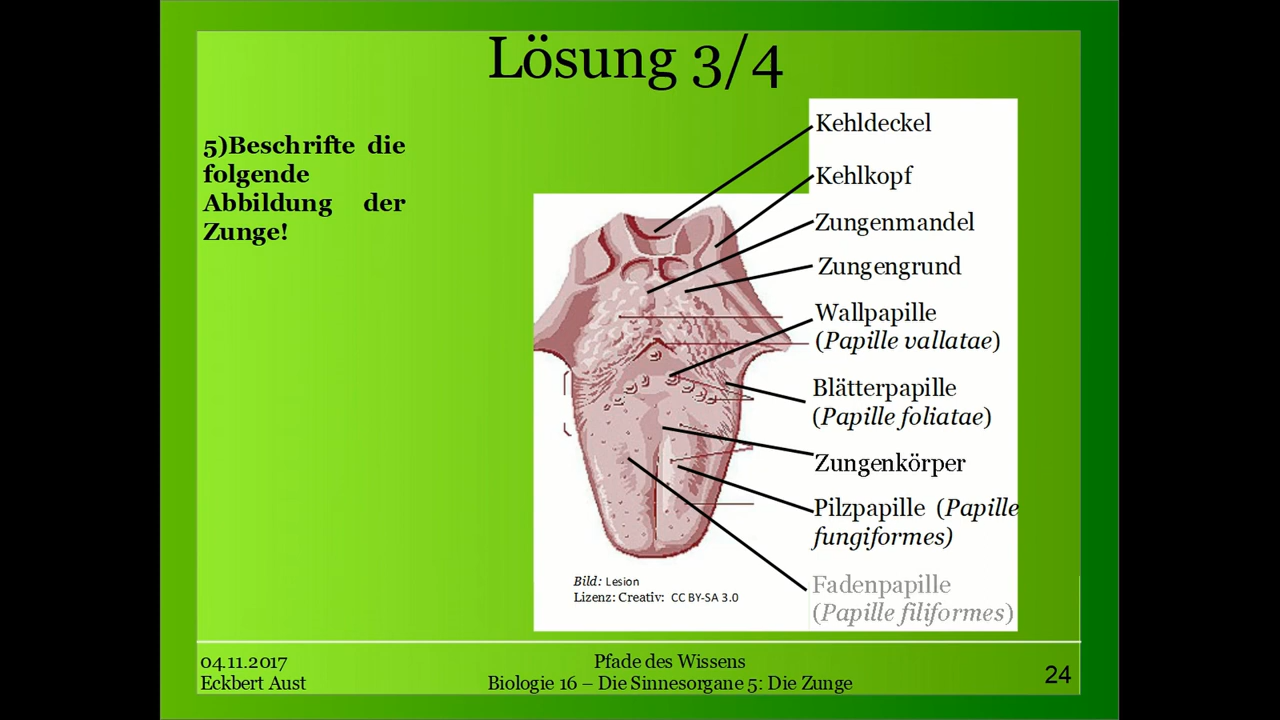 Lösung 3/4
5)Beschrifte die
folgende
Abbildung der
Zunge!
Kehldeckel
Kehlkopf
Zungenmandel
Zungengrund
Wallpapille
(Papille vallatae)
Blätterpapille
(Papille foliatae)
Zungenkörper
Pilzpapille (Papille
fungiformes)
Fadenpapille
(Papille filiformes)
Bild: Lesion
Lizenz: Creativ: CC BY-SA 3.0
04.11.2017
Eckbert Aust
Pfade des Wissens
Biologie 16 – Die Sinnesorgane 5: Die Zunge
24